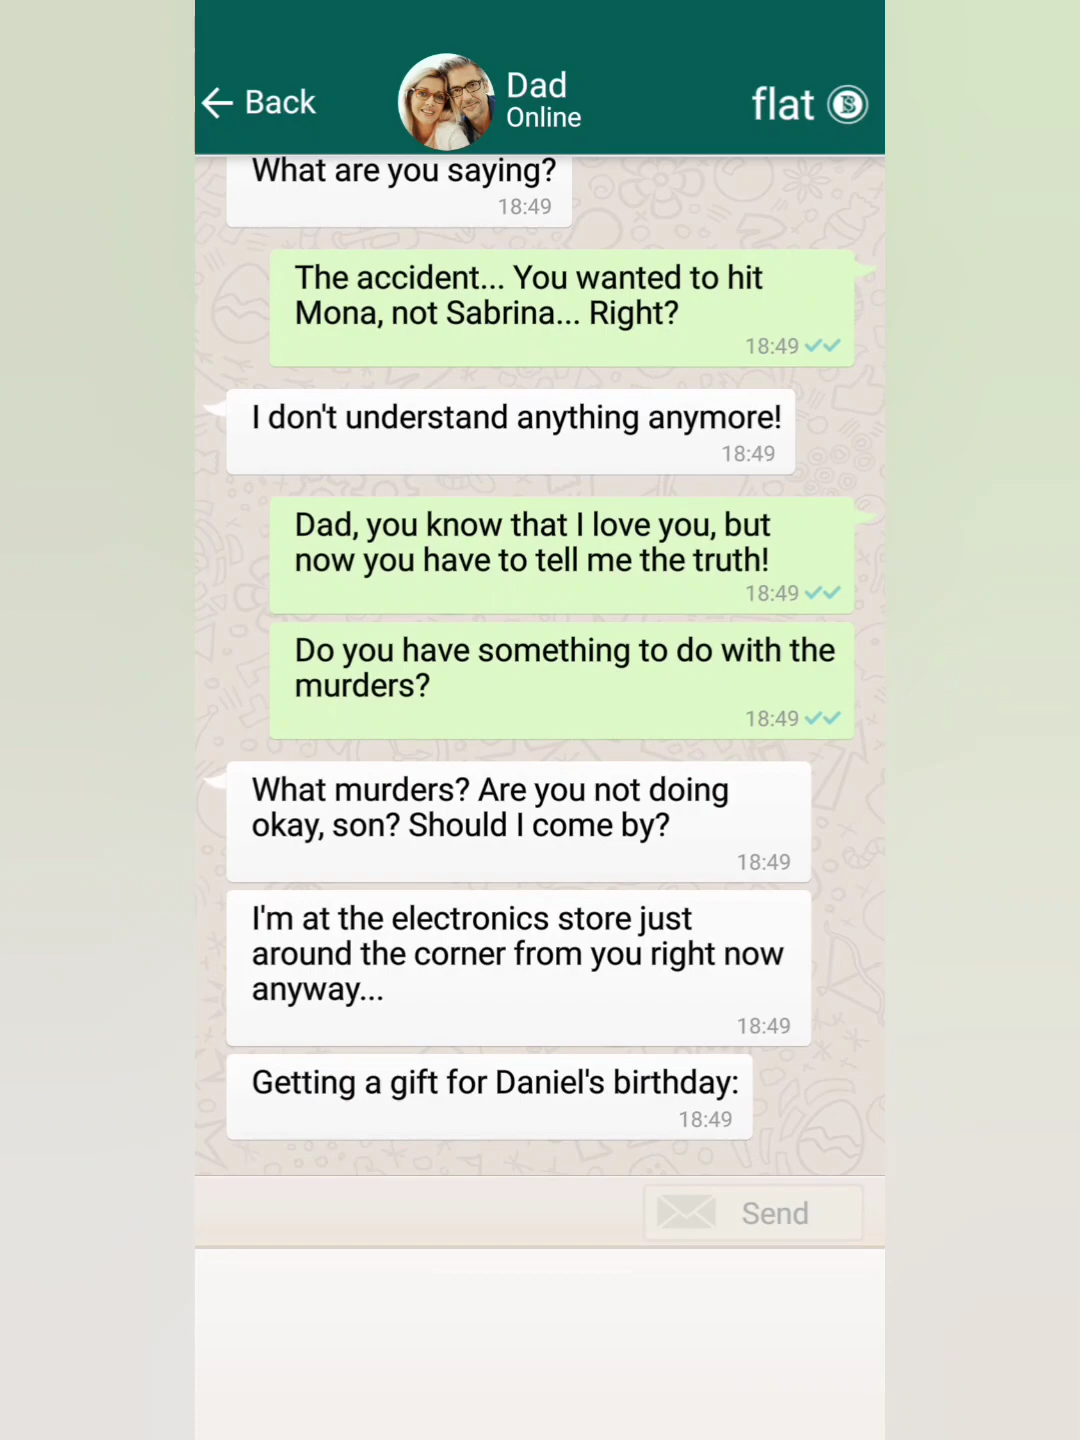 Back
Dad
Online
flat
What are you saying?
18:49
The accident... You wanted to hit
Mona, not Sabrina... Right?
18:49
I don't understand anything anymore!
18:49
Dad, you know that I love you, but
now you have to tell me the truth!
18:49
Do you have something to do with the
murders?
18:49
What murders? Are you not doing
okay, son? Should I come by?
18:49
I'm at the electronics store just
around the corner from you right now
anyway...
18:49
Getting a gift for Daniel's birthday:
18:49
Send